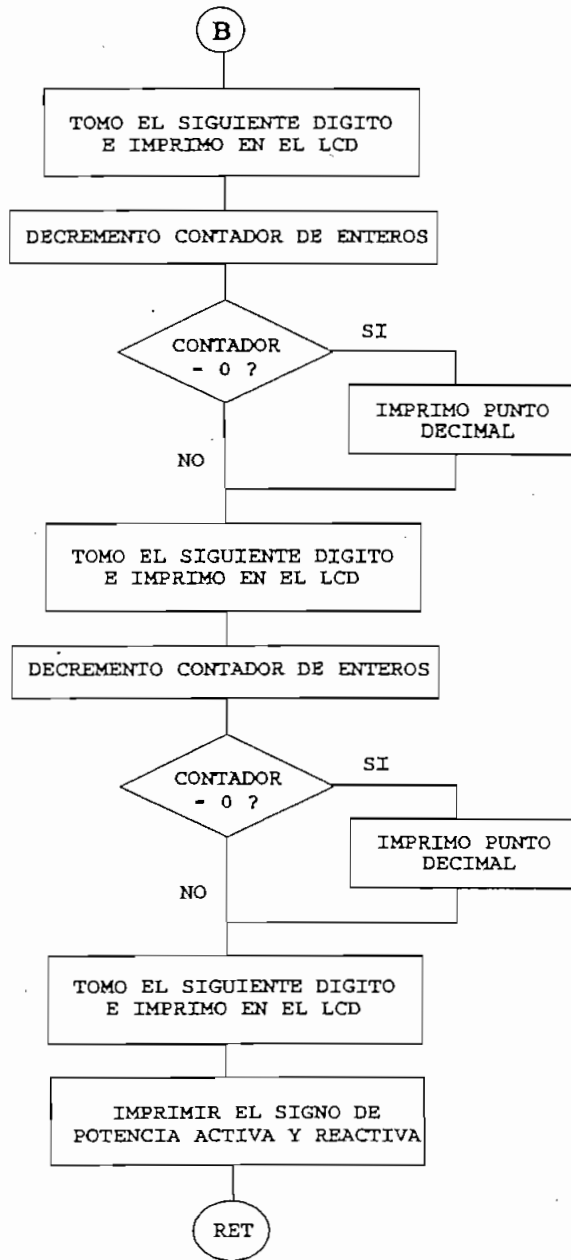 B
TOMO EL SIGUIENTE DIGITO
E IMPRIMO EN EL LCD
DECREMENTO CONTADOR DE ENTEROS
CONTADOR
= 0 ?
SI
IMPRIMO PUNTO
DECIMAL
NO
TOMO EL SIGUIENTE DIGITO
E IMPRIMO EN EL LCD
DECREMENTO CONTADOR DE ENTEROS
CONTADOR
= 0 ?
SI
IMPRIMO PUNTO
DECIMAL
NO
TOMO EL SIGUIENTE DIGITO
E IMPRIMO EN EL LCD
IMPRIMIR EL SIGNO DE
POTENCIA ACTIVA Y REACTIVA
RET